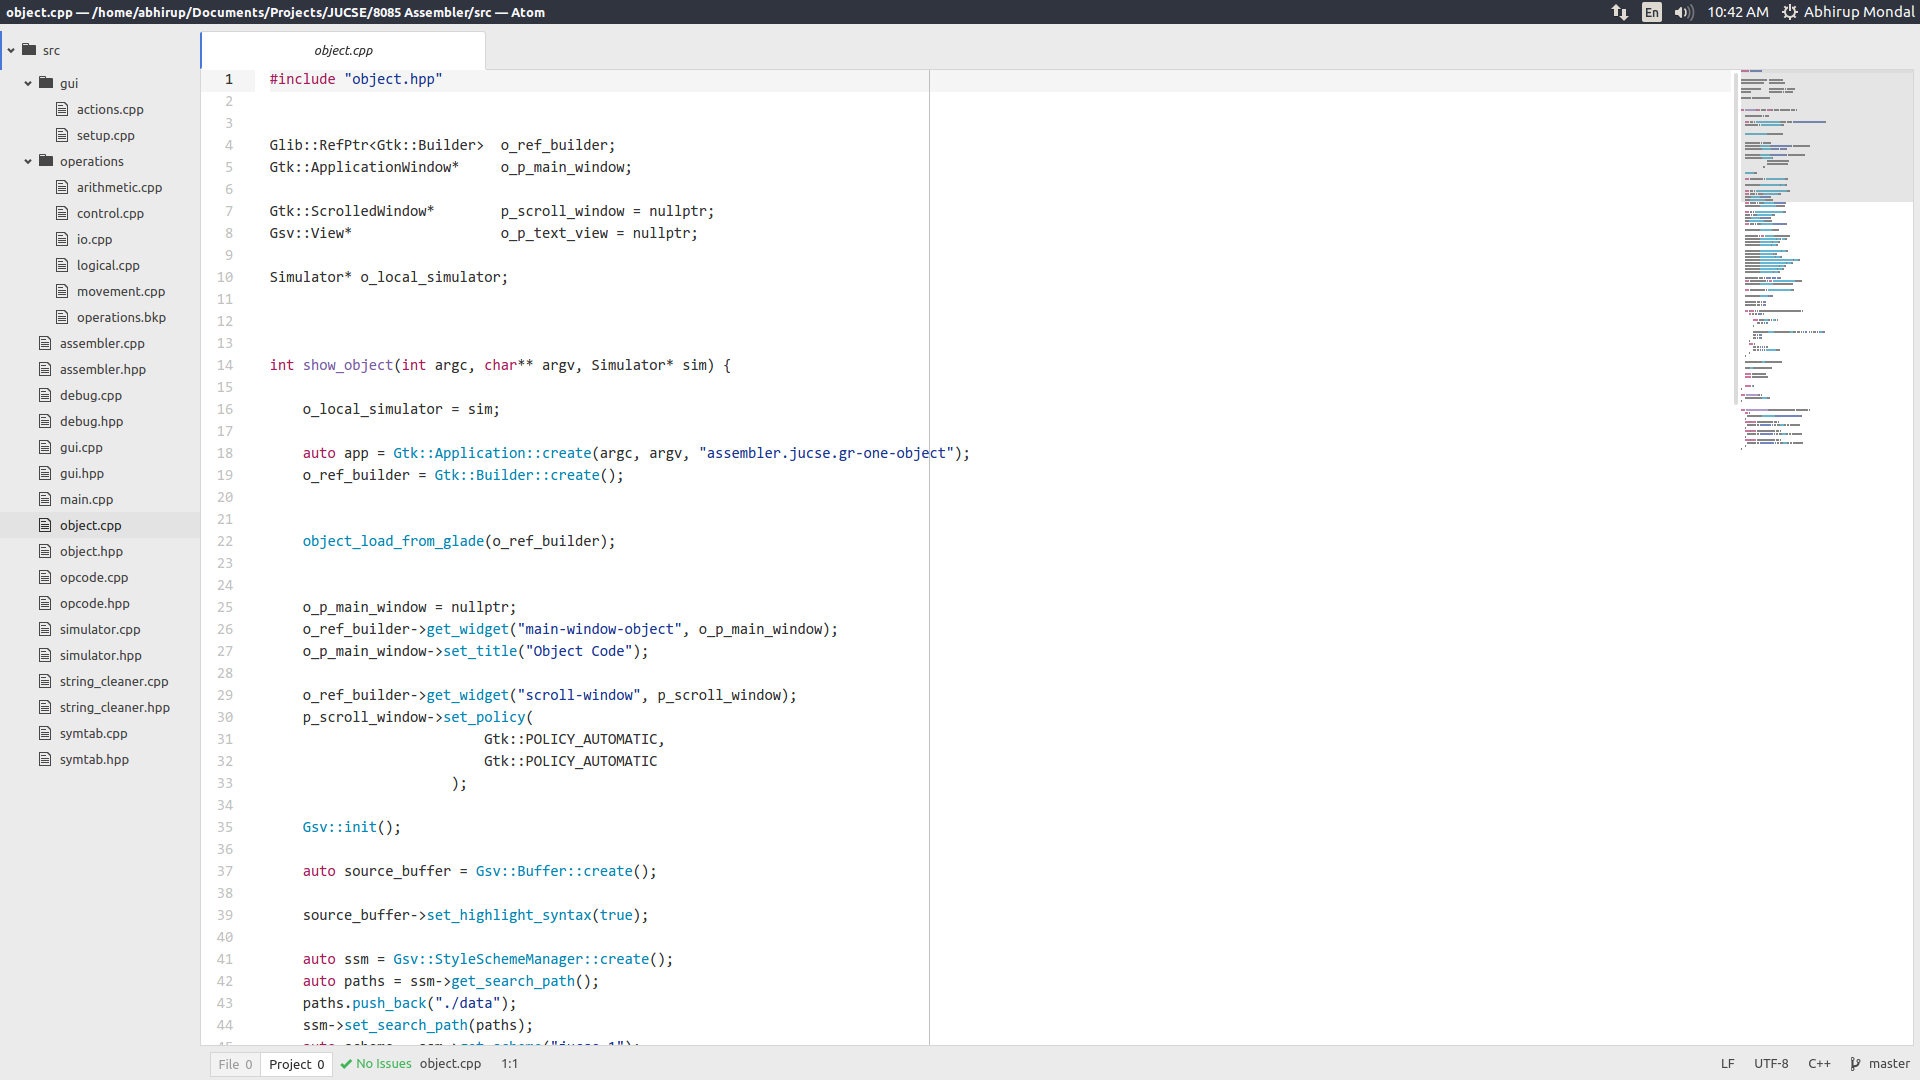 object.cpp — /home/abhirup/Documents/Projects/JUCSE/8085 Assembler/src — Atom
En
10:42 AM
Abhirup Mondal
src
gui
actions.cpp
setup.cpp
operations
arithmetic.cpp
control.cpp
io.cpp
logical.cpp
movement.cpp
operations.bkp
assembler.cpp
assembler.hpp
debug.cpp
debug.hpp
gui.cpp
gui.hpp
main.cpp
object.cpp
object.hpp
opcode.cpp
opcode.hpp
simulator.cpp
simulator.hpp
string_cleaner.cpp
string_cleaner.hpp
symtab.cpp
symtab.hpp
object.cpp
1 #include "object.hpp"
2
3
4 Glib::RefPtr<Gtk::Builder>  o_ref_builder;
5 Gtk::ApplicationWindow*     o_p_main_window;
6
7 Gtk::ScrolledWindow*        p_scroll_window = nullptr;
8 Gsv::View*                  o_p_text_view = nullptr;
9
10 Simulator* o_local_simulator;
11
12
13
14 int show_object(int argc, char** argv, Simulator* sim) {
15
16     o_local_simulator = sim;
17
18     auto app = Gtk::Application::create(argc, argv, "assembler.jucse.gr-one-object");
19     o_ref_builder = Gtk::Builder::create();
20
21
22     object_load_from_glade(o_ref_builder);
23
24
25     o_p_main_window = nullptr;
26     o_ref_builder->get_widget("main-window-object", o_p_main_window);
27     o_p_main_window->set_title("Object Code");
28
29     o_ref_builder->get_widget("scroll-window", p_scroll_window);
30     p_scroll_window->set_policy(
31                           Gtk::POLICY_AUTOMATIC,
32                           Gtk::POLICY_AUTOMATIC
33                       );
34
35     Gsv::init();
36
37     auto source_buffer = Gsv::Buffer::create();
38
39     source_buffer->set_highlight_syntax(true);
40
41     auto ssm = Gsv::StyleSchemeManager::create();
42     auto paths = ssm->get_search_path();
43     paths.push_back("./data");
44     ssm->set_search_path(paths);
File 0
Project 0
No Issues
object.cpp
1:1
LF
UTF-8
C++
master